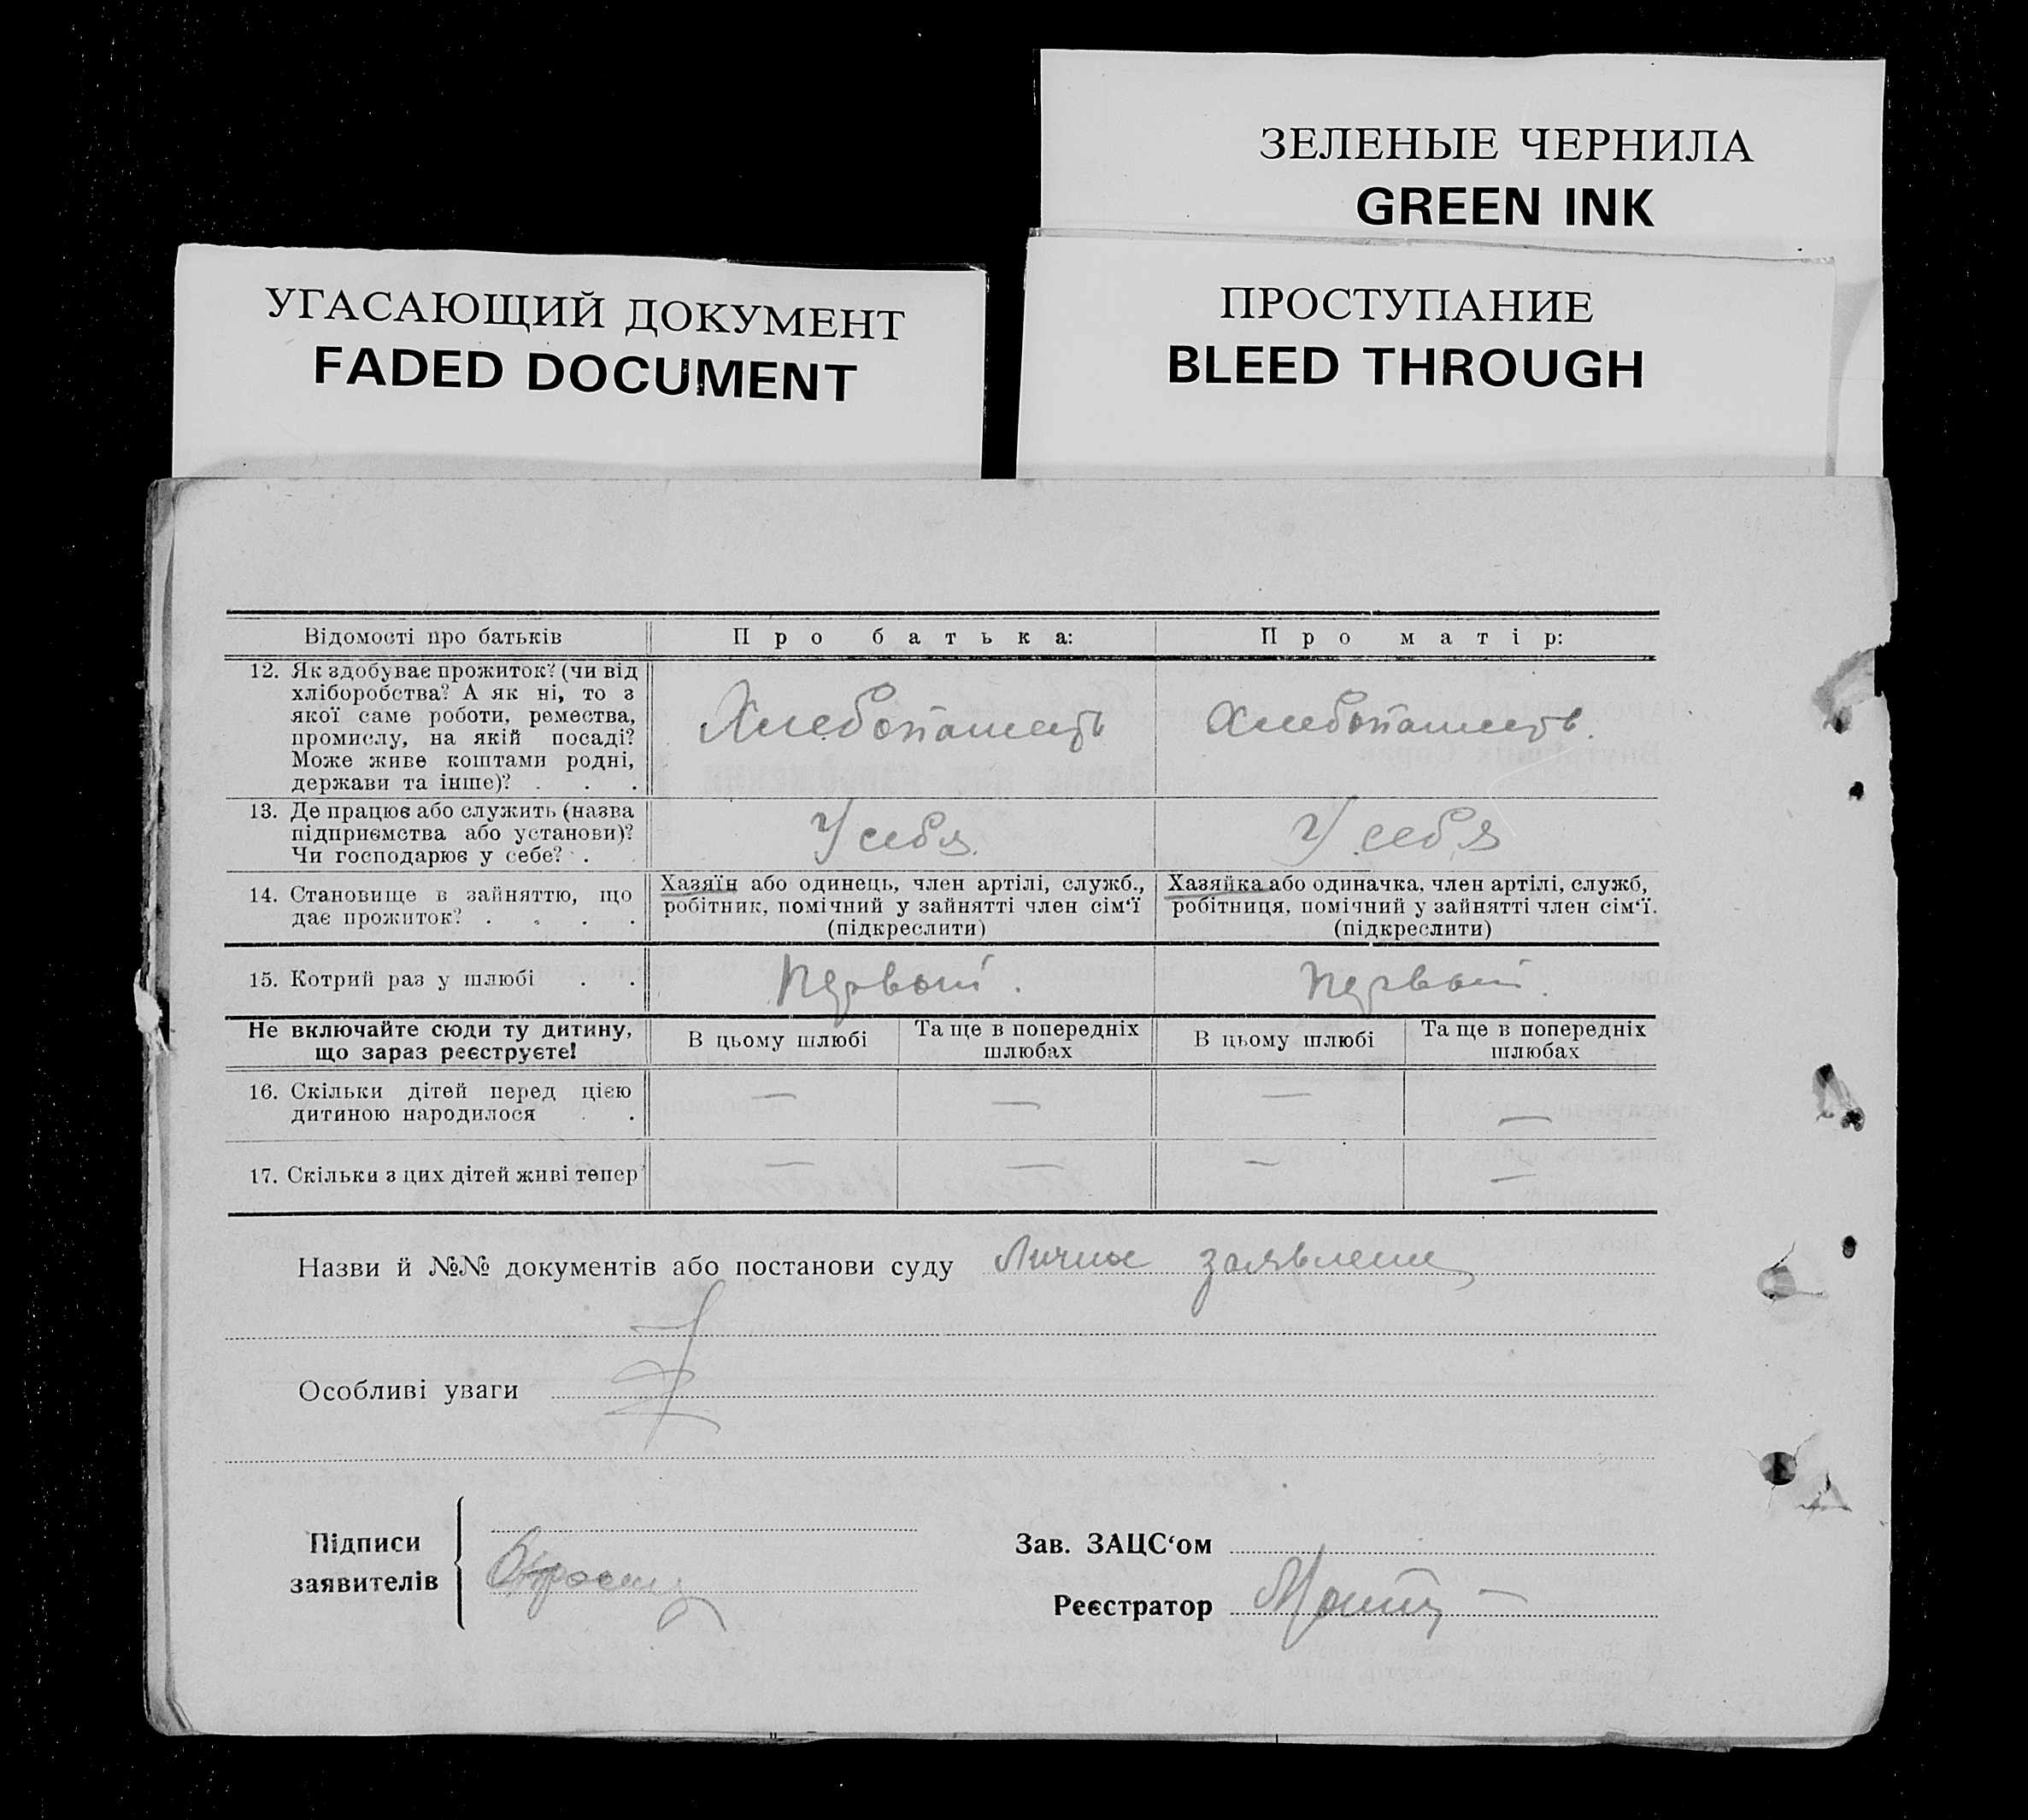 ЗЕЛЕНЫЕ ЧЕРНИЛА
GREEN INK
УГАСАЮЩИЙ ДОКУМЕНТ
FADED DOCUMENT
ПРОСТУПАНИЕ
BLEED THROUGH
Відомості про батьків
Про батька:
Про матір:
12. Як здобуває прожиток? (чи від
хліборобства? А як ні, то з
якої саме роботи, ремества,
промислу, на якій посаді?
Може живе коштами родні,
держави та інше)? . . .
Хлебопашеств
Хлебопашеств.
13. Де працює або служить (назва
підприємства або установи)?
Чи господарює у себе? .
У себя
У себя
14. Становище в зайняттю, що
дає прожиток? . . . .
Хазяїн або одинець, член артілі, служб.,
робітник, помічний у зайнятті член сім'ї
(підкреслити)
Хазяйка або одиначка, член артілі, служб,
робітниця, помічний у зайнятті член сім'ї.
(підкреслити)
15. Котрий раз у шлюбі . .
Первый.
Первый.
Не включайте сюди ту дитину,
що зараз реєструєте!
В цьому шлюбі
Та ще в попередніх
шлюбах
В цьому шлюбі
Та ще в попередніх
шлюбах
16. Скільки дітей перед цією
дитиною народилося . .
— — — —
17. Скільки з цих дітей живі тепер
— — — —
Назви й №№ документів або постанови суду Личное заявление
Особливі уваги
Підписи
заявителів
Зав. ЗАЦС'ом
Реєстратор